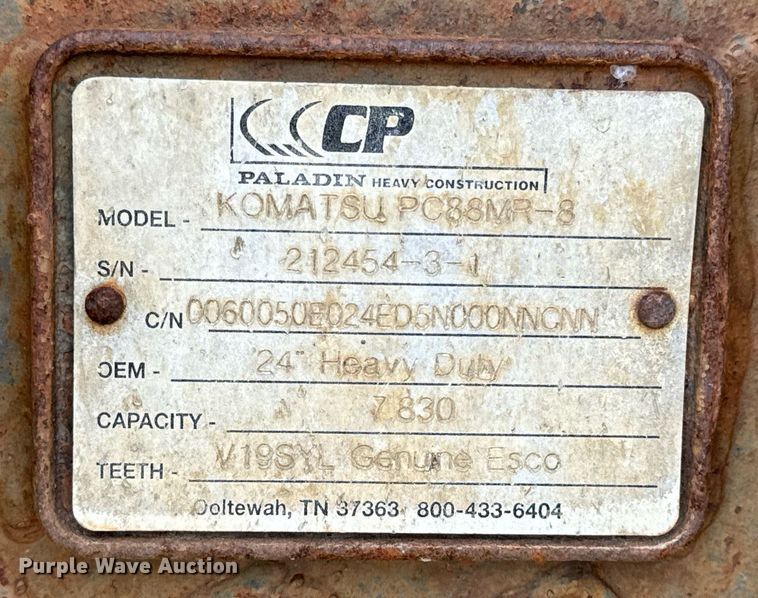 CP
PALADIN HEAVY CONSTRUCTION
MODEL - KOMATSU PC88MR-8
S/N - 212454-3-1
C/N 0060050E024ED5N000NNCNN
OEM - 24" Heavy Duty
CAPACITY - 7.830
TEETH - V19SYL Genuine Esco
Ooltewah, TN 37363 800-433-6404
Purple Wave Auction